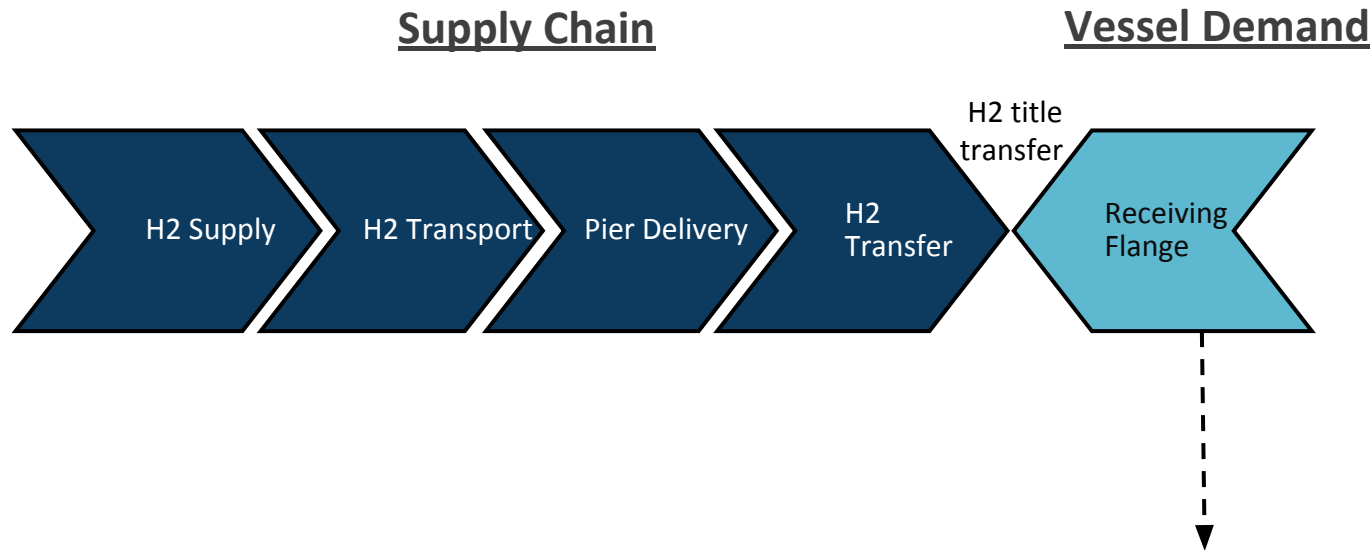 Supply Chain
Vessel Demand
H2 title
transfer
H2 Supply
H2 Transport
Pier Delivery
H2
Transfer
Receiving
Flange